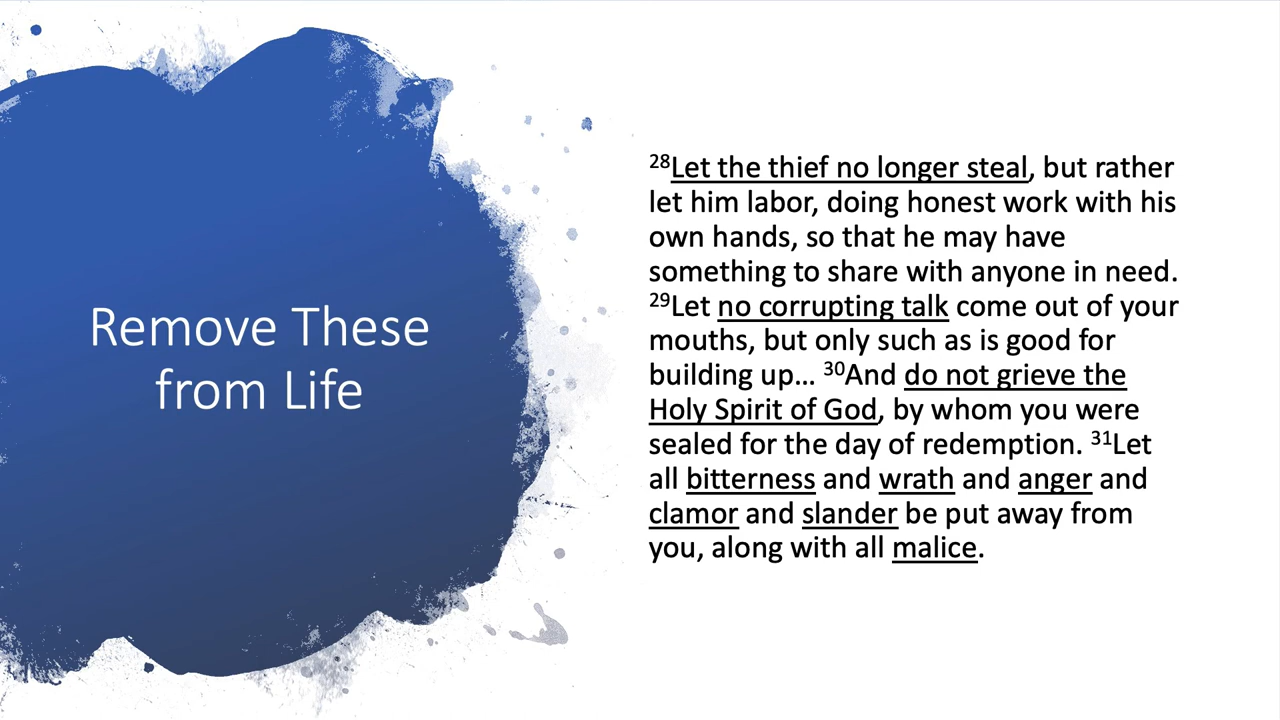 Remove These
from Life
²⁸Let the thief no longer steal, but rather
let him labor, doing honest work with his
own hands, so that he may have
something to share with anyone in need.
²⁹Let no corrupting talk come out of your
mouths, but only such as is good for
building up… ³⁰And do not grieve the
Holy Spirit of God, by whom you were
sealed for the day of redemption. ³¹Let
all bitterness and wrath and anger and
clamor and slander be put away from
you, along with all malice.